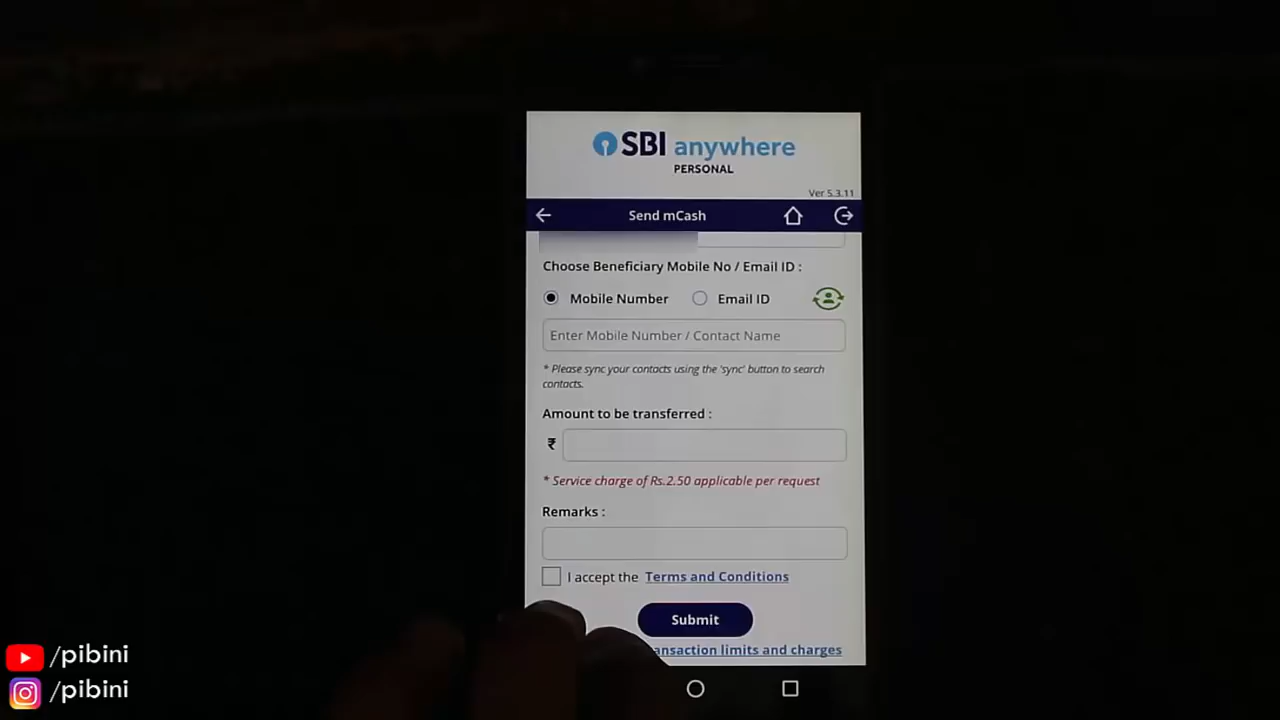 SBI anywhere
PERSONAL
Ver 5.3.11
Send mCash
Choose Beneficiary Mobile No / Email ID :
Mobile Number Email ID
Enter Mobile Number / Contact Name
* Please sync your contacts using the 'sync' button to search
contacts.
Amount to be transferred :
₹
* Service charge of Rs.2.50 applicable per request
Remarks :
I accept the Terms and Conditions
Submit
limits and charges
/pibini
/pibini